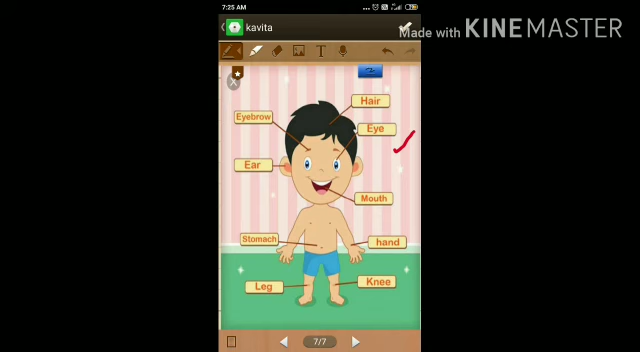 7:25 AM
kavita
Made with KINEMASTER
T
Hair
Eyebrow
Eye
Ear
Mouth
Stomach
hand
Leg
Knee
7/7